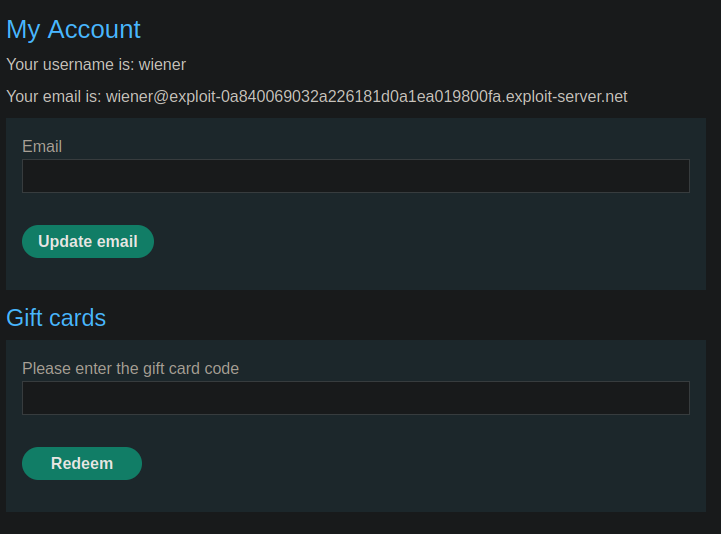 My Account
Your username is: wiener
Your email is: wiener@exploit-0a840069032a226181d0a1ea019800fa.exploit-server.net
Email
Update email
Gift cards
Please enter the gift card code
Redeem